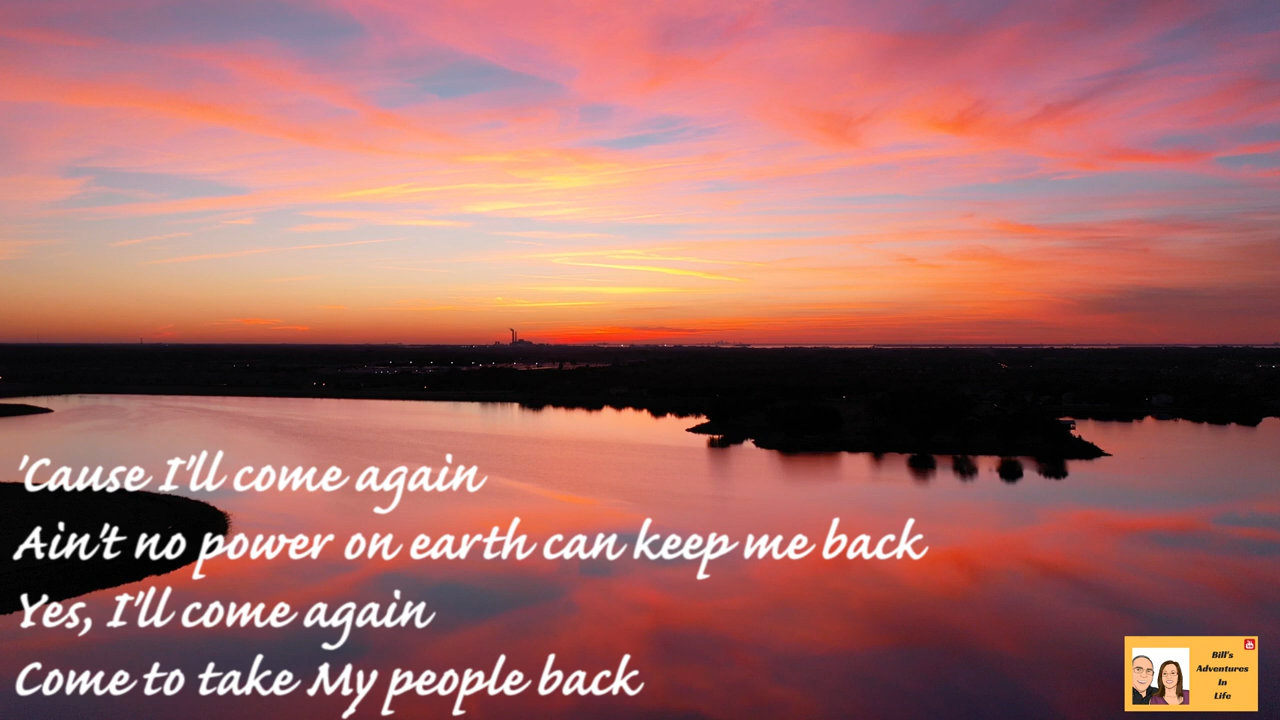 'Cause I'll come again
Ain't no power on earth can keep me back
Yes, I'll come again
Come to take My people back
Bill's
Adventures
In
Life